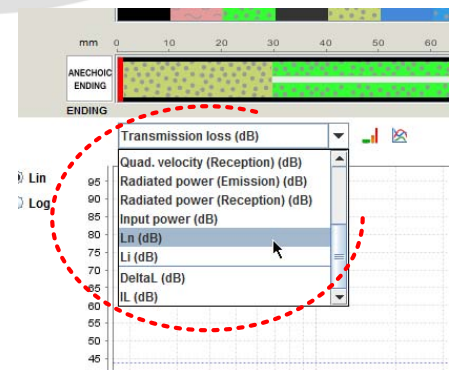 mm 0 10 20 30 40 50 60
ANECHOIC
ENDING
ENDING
Transmission loss (dB)
Quad. velocity (Reception) (dB)
Radiated power (Emission) (dB)
Radiated power (Reception) (dB)
Input power (dB)
Ln (dB)
Li (dB)
DeltaL (dB)
IL (dB)
Lin
Log
95
90
85
80
75
70
65
60
55
50
45